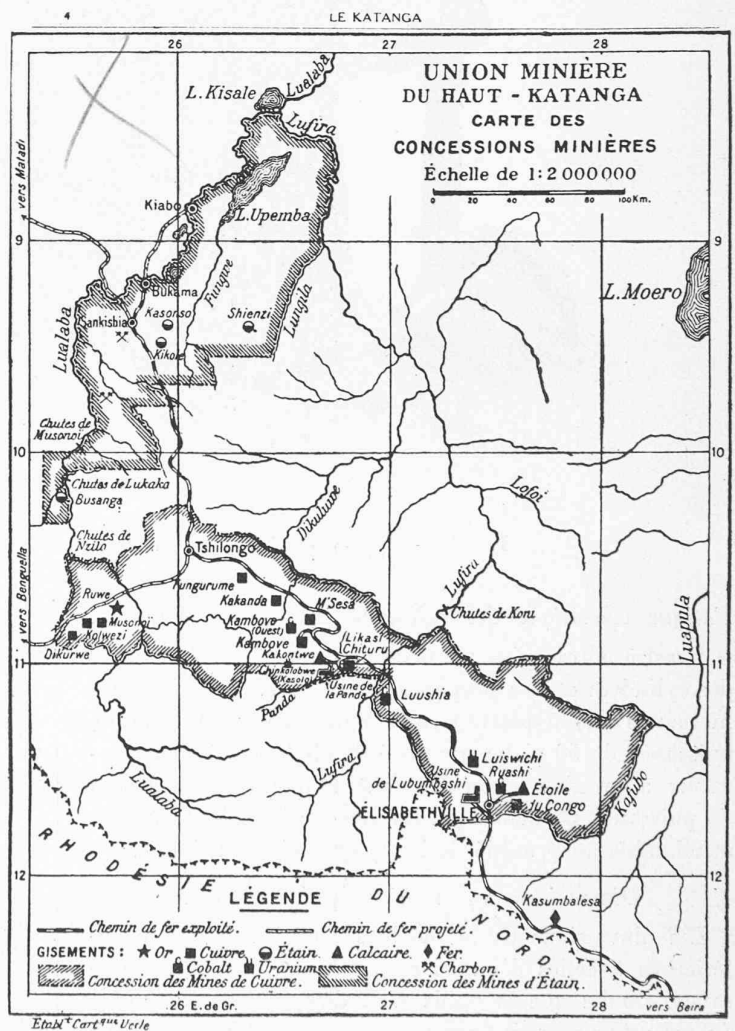 4
LE KATANGA
26
27
28
UNION MINIÈRE
DU HAUT - KATANGA
CARTE DES
CONCESSIONS MINIÈRES
Échelle de 1:2 000 000
0 20 40 60 80 100 Km.
L. Kisale
Lualaba
Lufira
vers Matadi
Kiabo
L. Upemba
9
9
Fungwe
Lungila
L. Moero
Bukama
Kasonso
Shienzi
Sankisbia
Kikole
Lualaba
Chutes de
Musonoï
10
10
Chutes de Lukaka
Busanga
Dikuluwe
Lofoi
Chutes de
Nzilo
Tshilongo
Lufira
vers Benguella
Fungurume
Ruwe
Kakanda
M'Sesa
Chutes de Koni
Luapula
Musonoï
Kolwezi
Kambove
(Ouest)
Dikurwe
Kambove
Likasi
Chituru
Kakontwe
11
11
Chinkolobwe
(Kasolo)
Usine de
la Panda
Panda
Luushia
Lualaba
Lufira
Luiswichi
Ruashi
Usine
de Lubumbashi
Étoile
du Congo
Kafubo
ÉLISABETHVILLE
12
12
RHODÉSIE DU NORD
Kasumbalesa
LÉGENDE
Chemin de fer exploité. Chemin de fer projeté.
GISEMENTS: Or Cuivre. Étain. Calcaire. Fer.
Cobalt Uranium Charbon.
Concession des Mines de Cuivre. Concession des Mines d'Étain.
26 E. de Gr.
27
28
vers Beira
Établ^t Cart^que Verle